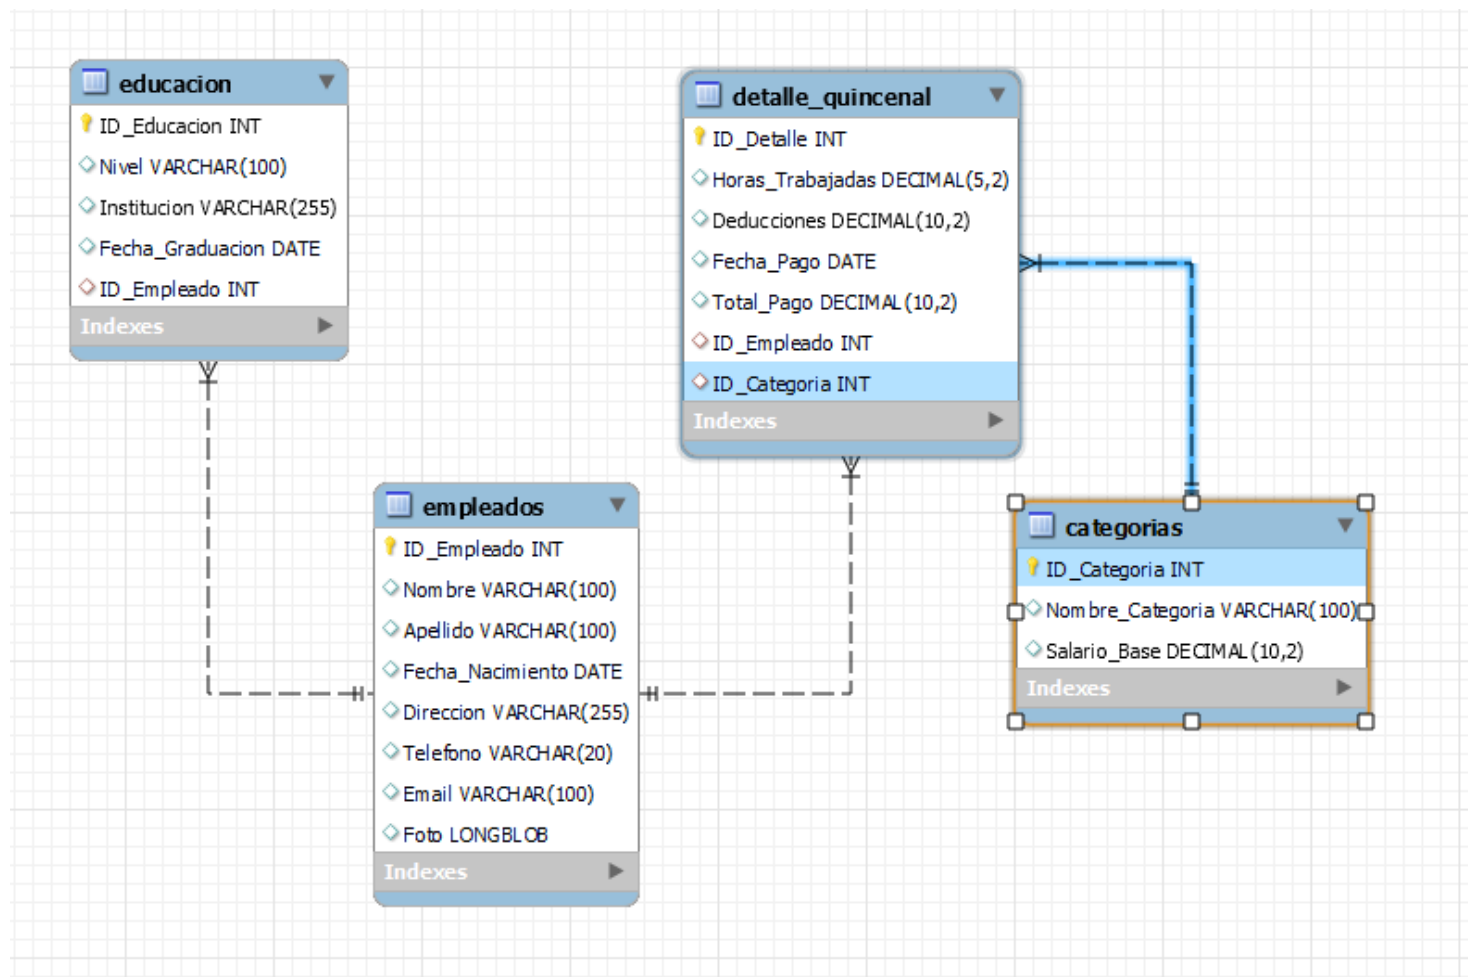 educacion
ID_Educacion INT
Nivel VARCHAR(100)
Institucion VARCHAR(255)
Fecha_Graduacion DATE
ID_Empleado INT
Indexes
detalle_quincenal
ID_Detalle INT
Horas_Trabajadas DECIMAL(5,2)
Deducciones DECIMAL(10,2)
Fecha_Pago DATE
Total_Pago DECIMAL(10,2)
ID_Empleado INT
ID_Categoria INT
Indexes
empleados
ID_Empleado INT
Nombre VARCHAR(100)
Apellido VARCHAR(100)
Fecha_Nacimiento DATE
Direccion VARCHAR(255)
Telefono VARCHAR(20)
Email VARCHAR(100)
Foto LONGBLOB
Indexes
categorias
ID_Categoria INT
Nombre_Categoria VARCHAR(100)
Salario_Base DECIMAL(10,2)
Indexes